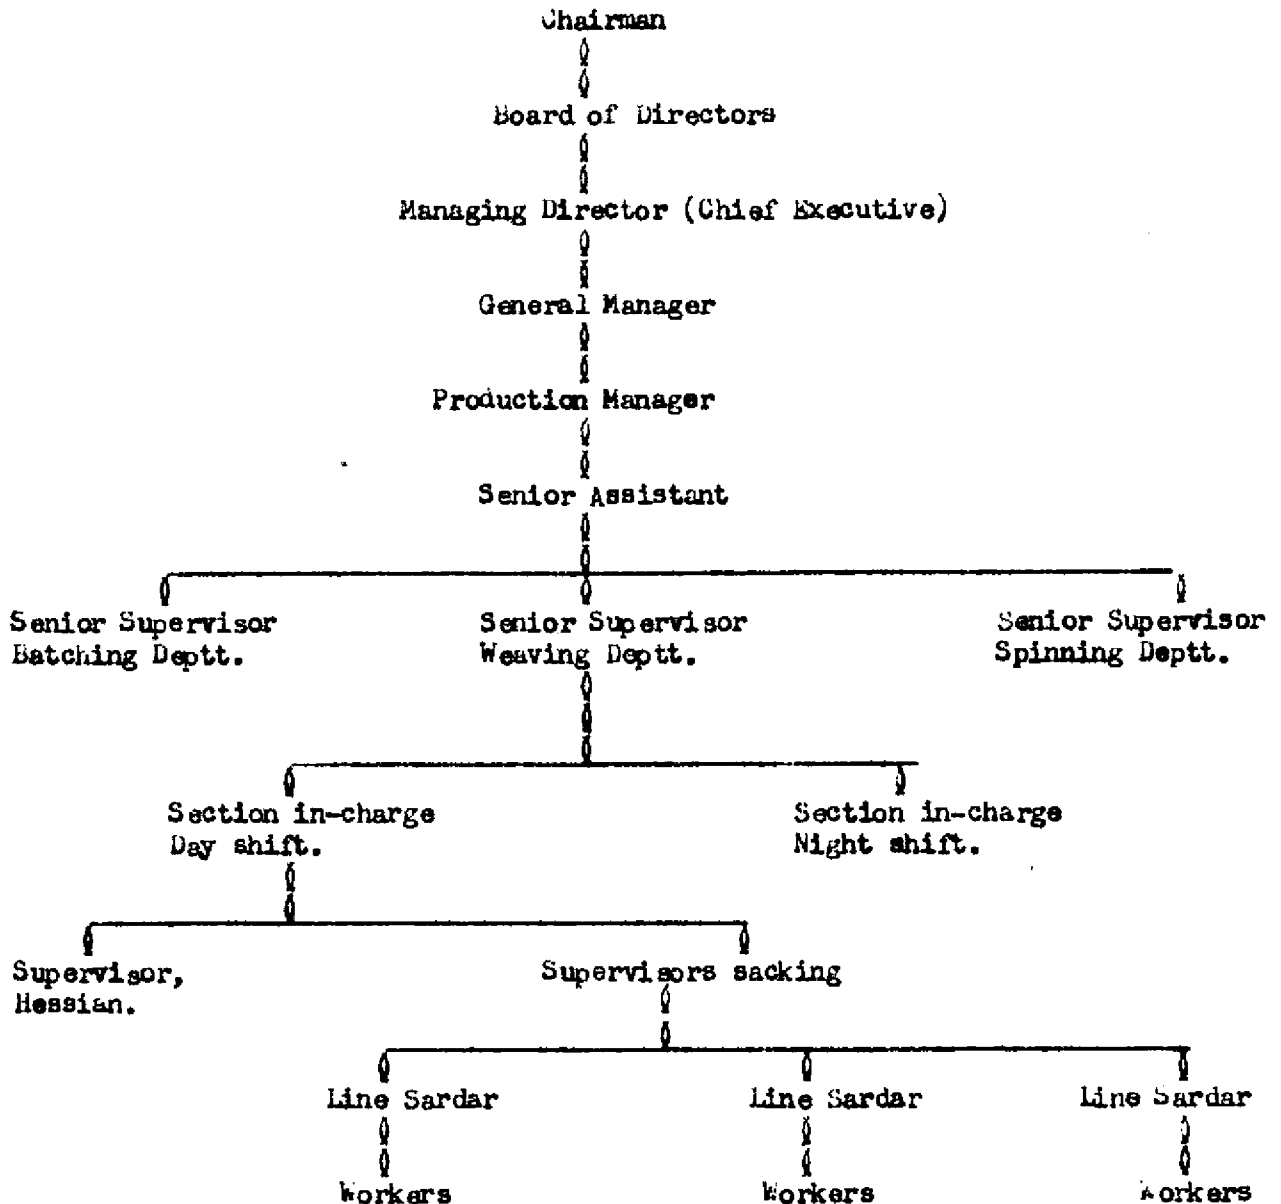 Chairman
Board of Directors
Managing Director (Chief Executive)
General Manager
Production Manager
Senior Assistant
Senior Supervisor
Batching Deptt.
Senior Supervisor
Weaving Deptt.
Senior Supervisor
Spinning Deptt.
Section in-charge
Day shift.
Section in-charge
Night shift.
Supervisor,
Hessian.
Supervisors sacking
Line Sardar
Line Sardar
Line Sardar
Workers
Workers
Workers